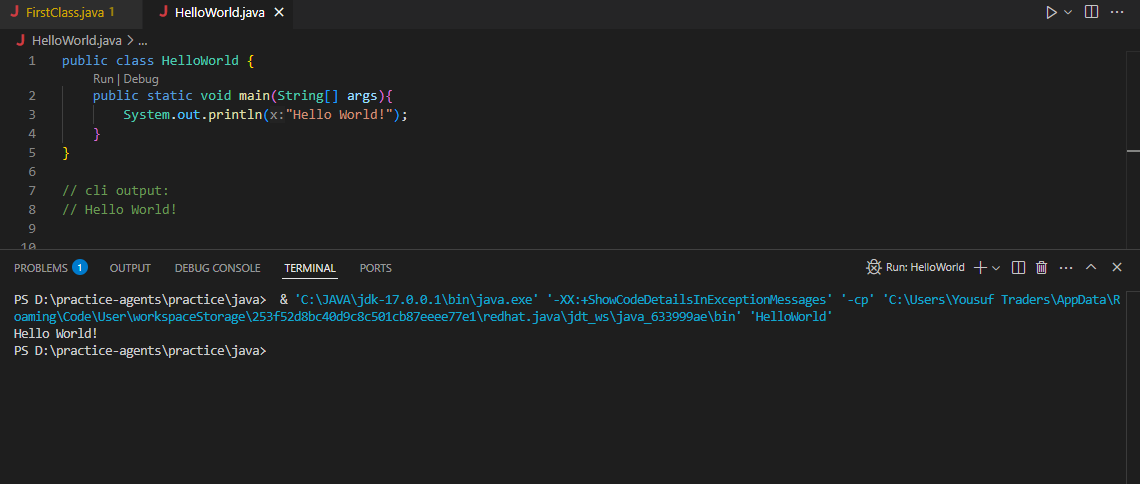 FirstClass.java 1 HelloWorld.java
HelloWorld.java > ...
1 public class HelloWorld {
Run | Debug
2 public static void main(String[] args){
3 System.out.println(x:"Hello World!");
4 }
5 }
6
7 // cli output:
8 // Hello World!
9
10
PROBLEMS 1 OUTPUT DEBUG CONSOLE TERMINAL PORTS Run: HelloWorld
PS D:\practice-agents\practice\java> & 'C:\JAVA\jdk-17.0.0.1\bin\java.exe' '-XX:+ShowCodeDetailsInExceptionMessages' '-cp' 'C:\Users\Yousuf Traders\AppData\R
oaming\Code\User\workspaceStorage\253f52d8bc40d9c8c501cb87eeee77e1\redhat.java\jdt_ws\java_633999ae\bin' 'HelloWorld'
Hello World!
PS D:\practice-agents\practice\java>